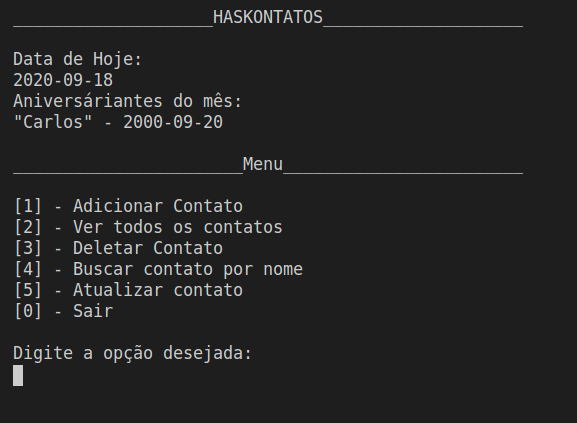 ____________________HASKONTATOS____________________
Data de Hoje:
2020-09-18
Aniversáriantes do mês:
"Carlos" - 2000-09-20
_______________________Menu________________________
[1] - Adicionar Contato
[2] - Ver todos os contatos
[3] - Deletar Contato
[4] - Buscar contato por nome
[5] - Atualizar contato
[0] - Sair
Digite a opção desejada: